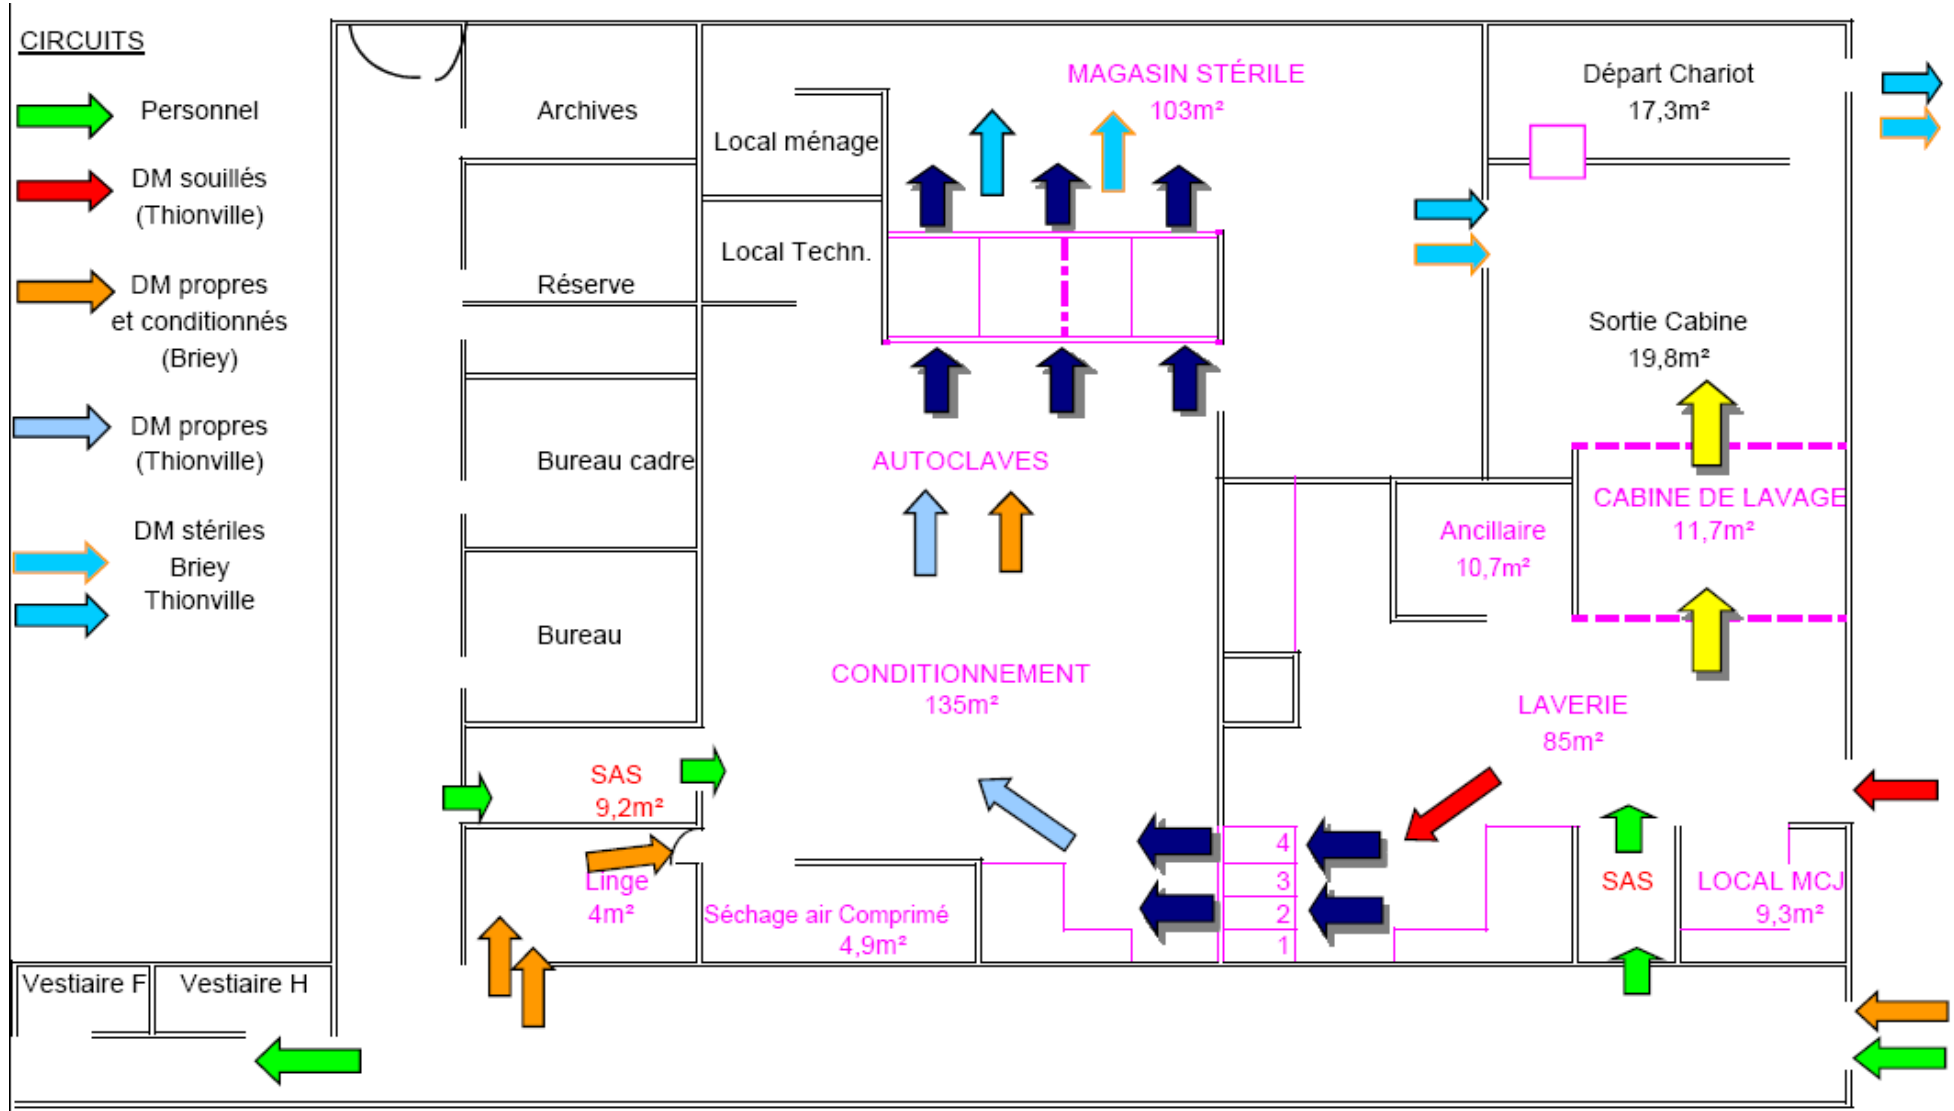 CIRCUITS
Personnel
DM souillés
(Thionville)
DM propres
et conditionnés
(Briey)
DM propres
(Thionville)
DM stériles
Briey
Thionville
Archives
Réserve
Bureau cadre
Bureau
SAS
9,2m²
Linge
4m²
Vestiaire F
Vestiaire H
Local ménage
Local Techn.
MAGASIN STÉRILE
103m²
AUTOCLAVES
CONDITIONNEMENT
135m²
Séchage air Comprimé
4,9m²
4
3
2
1
Départ Chariot
17,3m²
Sortie Cabine
19,8m²
CABINE DE LAVAGE
11,7m²
Ancillaire
10,7m²
LAVERIE
85m²
SAS
LOCAL MCJ
9,3m²